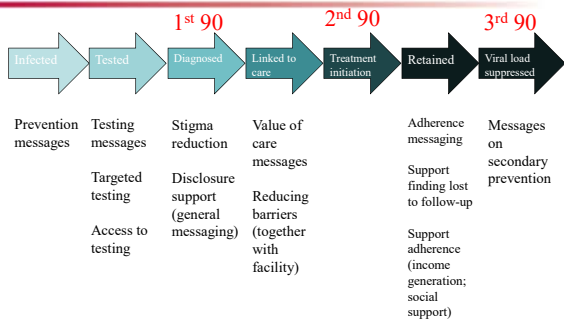 1st 90
2nd 90
3rd 90
Infected
Tested
Diagnosed
Linked to
care
Treatment
initiation
Retained
Viral load
suppressed
Prevention
messages
Testing
messages
Targeted
testing
Access to
testing
Stigma
reduction
Disclosure
support
(general
messaging)
Value of
care
messages
Reducing
barriers
(together
with
facility)
Adherence
messaging
Support
finding lost
to follow-up
Support
adherence
(income
generation;
social
support)
Messages
on
secondary
prevention